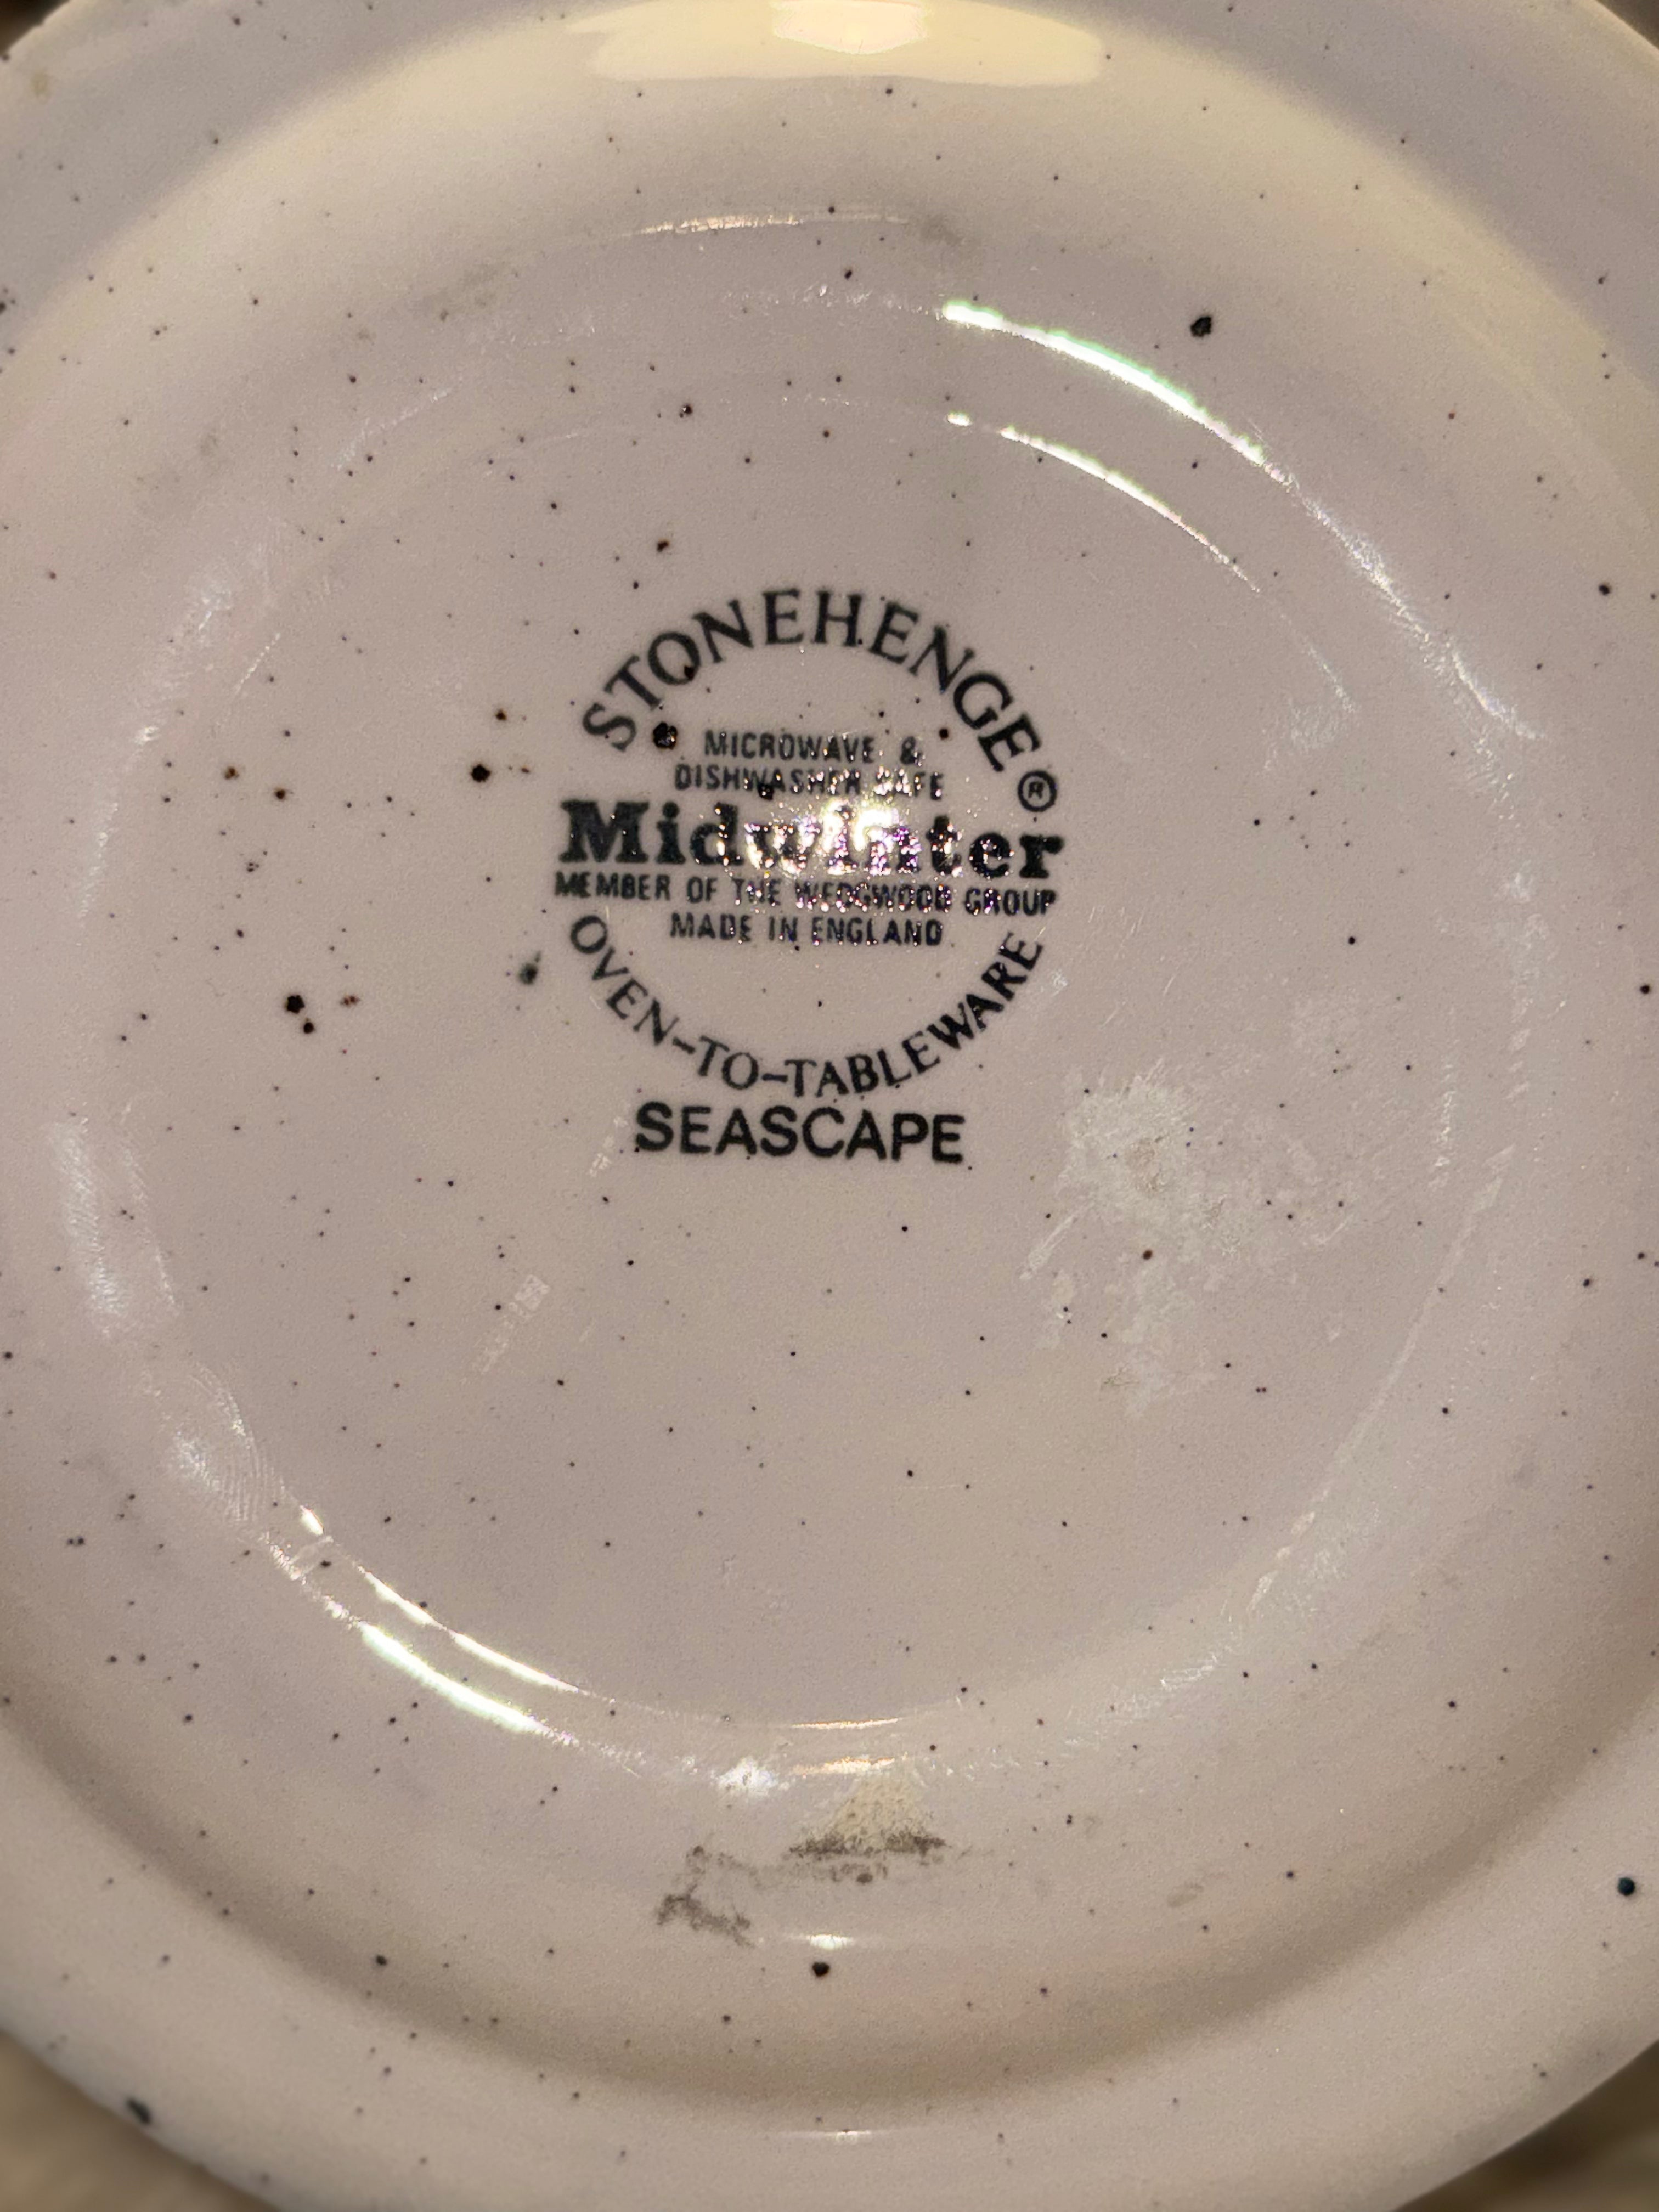 STONEHENGE®
MICROWAVE &
DISHWASHER SAFE
Midwinter
MEMBER OF THE WEDGWOOD GROUP
MADE IN ENGLAND
OVEN-TO-TABLEWARE
SEASCAPE